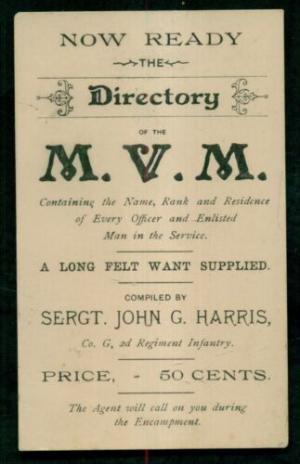 NOW READY
THE
Directory
OF THE
M. V. M.
Containing the Name, Rank and Residence
of Every Officer and Enlisted
Man in the Service.
A LONG FELT WANT SUPPLIED.
COMPILED BY
SERGT. JOHN G. HARRIS,
Co. G, 2d Regiment Infantry.
PRICE, - 50 CENTS.
The Agent will call on you during
the Encampment.